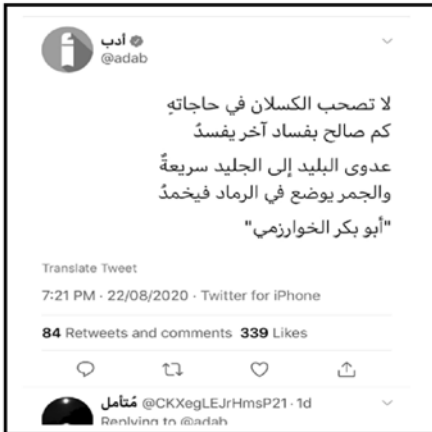 أدب
@adab
لا تصحب الكسلان في حاجاتهِ
كم صالح بفساد آخر يفسدُ
عدوى البليد إلى الجليد سريعةٌ
والجمر يوضع في الرماد فيخمدُ
"أبو بكر الخوارزمي"
Translate Tweet
7:21 PM · 22/08/2020 · Twitter for iPhone
84 Retweets and comments 339 Likes
مُتأمل @CKXegLEJrHmsP21 · 1d
Replying to @adab